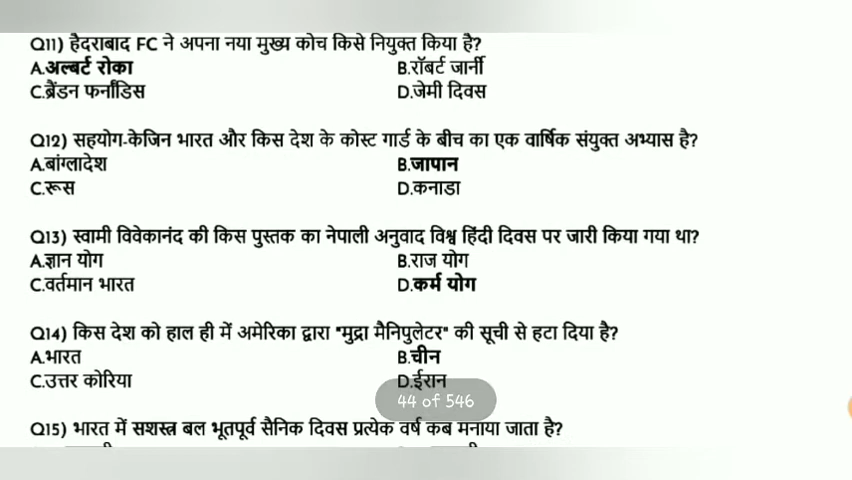 Q11) हैदराबाद FC ने अपना नया मुख्य कोच किसे नियुक्त किया है?
A.अल्बर्ट रोका B.रॉबर्ट जार्नी
C.ब्रैंडन फर्नांडिस D.जेमी दिवस
Q12) सहयोग-केजिन भारत और किस देश के कोस्ट गार्ड के बीच का एक वार्षिक संयुक्त अभ्यास है?
A.बांग्लादेश B.जापान
C.रूस D.कनाडा
Q13) स्वामी विवेकानंद की किस पुस्तक का नेपाली अनुवाद विश्व हिंदी दिवस पर जारी किया गया था?
A.ज्ञान योग B.राज योग
C.वर्तमान भारत D.कर्म योग
Q14) किस देश को हाल ही में अमेरिका द्वारा "मुद्रा मैनिपुलेटर" की सूची से हटा दिया है?
A.भारत B.चीन
C.उत्तर कोरिया D.ईरान
44 of 546
Q15) भारत में सशस्त्र बल भूतपूर्व सैनिक दिवस प्रत्येक वर्ष कब मनाया जाता है?